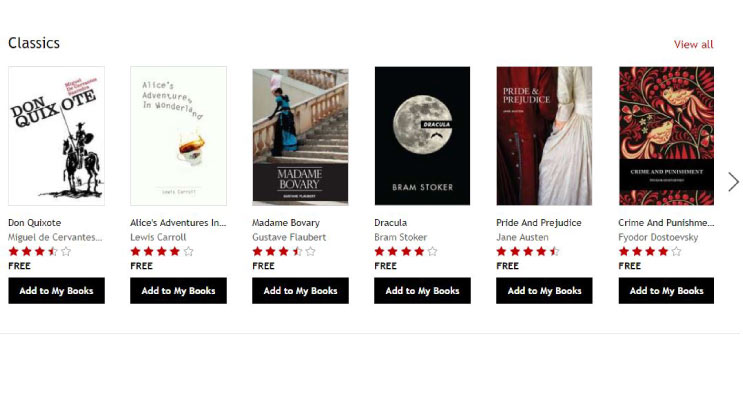 Classics
View all
Miguel
De Cervantes
Saavedra
DON
QUIX OTE
Alice's
Adventures
In Wonderland
Lewis Carroll
MADAME
BOVARY
GUSTAVE FLAUBERT
DRACULA
BRAM STOKER
PRIDE &
PREJUDICE
JANE AUSTEN
CRIME AND PUNISHMENT
FYODOR DOSTOEVSKY
Don Quixote
Miguel de Cervantes...
FREE
Add to My Books
Alice's Adventures In...
Lewis Carroll
FREE
Add to My Books
Madame Bovary
Gustave Flaubert
FREE
Add to My Books
Dracula
Bram Stoker
FREE
Add to My Books
Pride And Prejudice
Jane Austen
FREE
Add to My Books
Crime And Punishme...
Fyodor Dostoevsky
FREE
Add to My Books